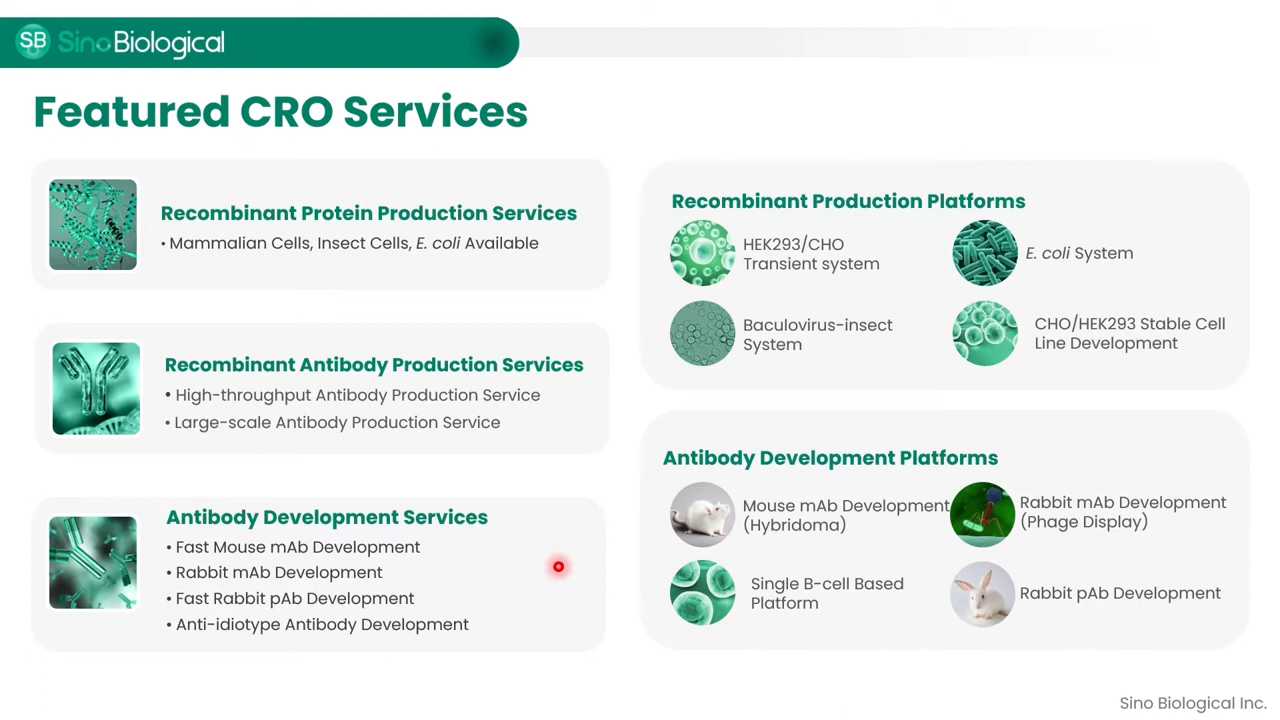 SB SinoBiological
Featured CRO Services
Recombinant Protein Production Services
• Mammalian Cells, Insect Cells, E. coli Available
Recombinant Antibody Production Services
• High-throughput Antibody Production Service
• Large-scale Antibody Production Service
Antibody Development Services
• Fast Mouse mAb Development
• Rabbit mAb Development
• Fast Rabbit pAb Development
• Anti-idiotype Antibody Development
Recombinant Production Platforms
HEK293/CHO
Transient system
E. coli System
Baculovirus-insect
System
CHO/HEK293 Stable Cell
Line Development
Antibody Development Platforms
Mouse mAb Development
(Hybridoma)
Rabbit mAb Development
(Phage Display)
Single B-cell Based
Platform
Rabbit pAb Development
Sino Biological Inc.